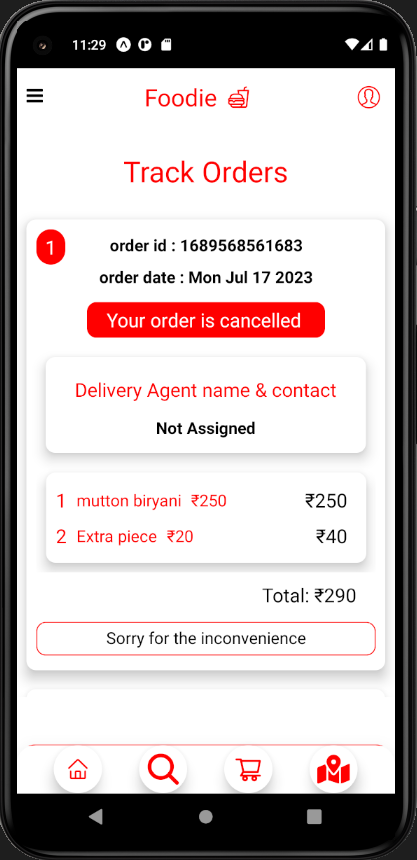 11:29
Foodie
Track Orders
1
order id : 1689568561683
order date : Mon Jul 17 2023
Your order is cancelled
Delivery Agent name & contact
Not Assigned
1 mutton biryani ₹250 ₹250
2 Extra piece ₹20 ₹40
Total: ₹290
Sorry for the inconvenience